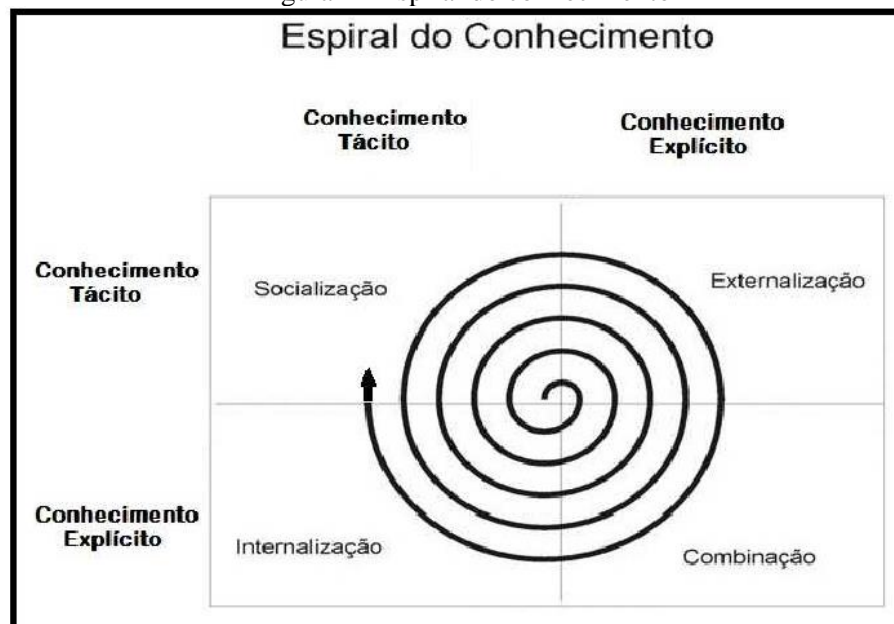 Espiral do Conhecimento
Conhecimento
Tácito
Conhecimento
Explícito
Conhecimento
Tácito
Socialização
Externalização
Conhecimento
Explícito
Internalização
Combinação